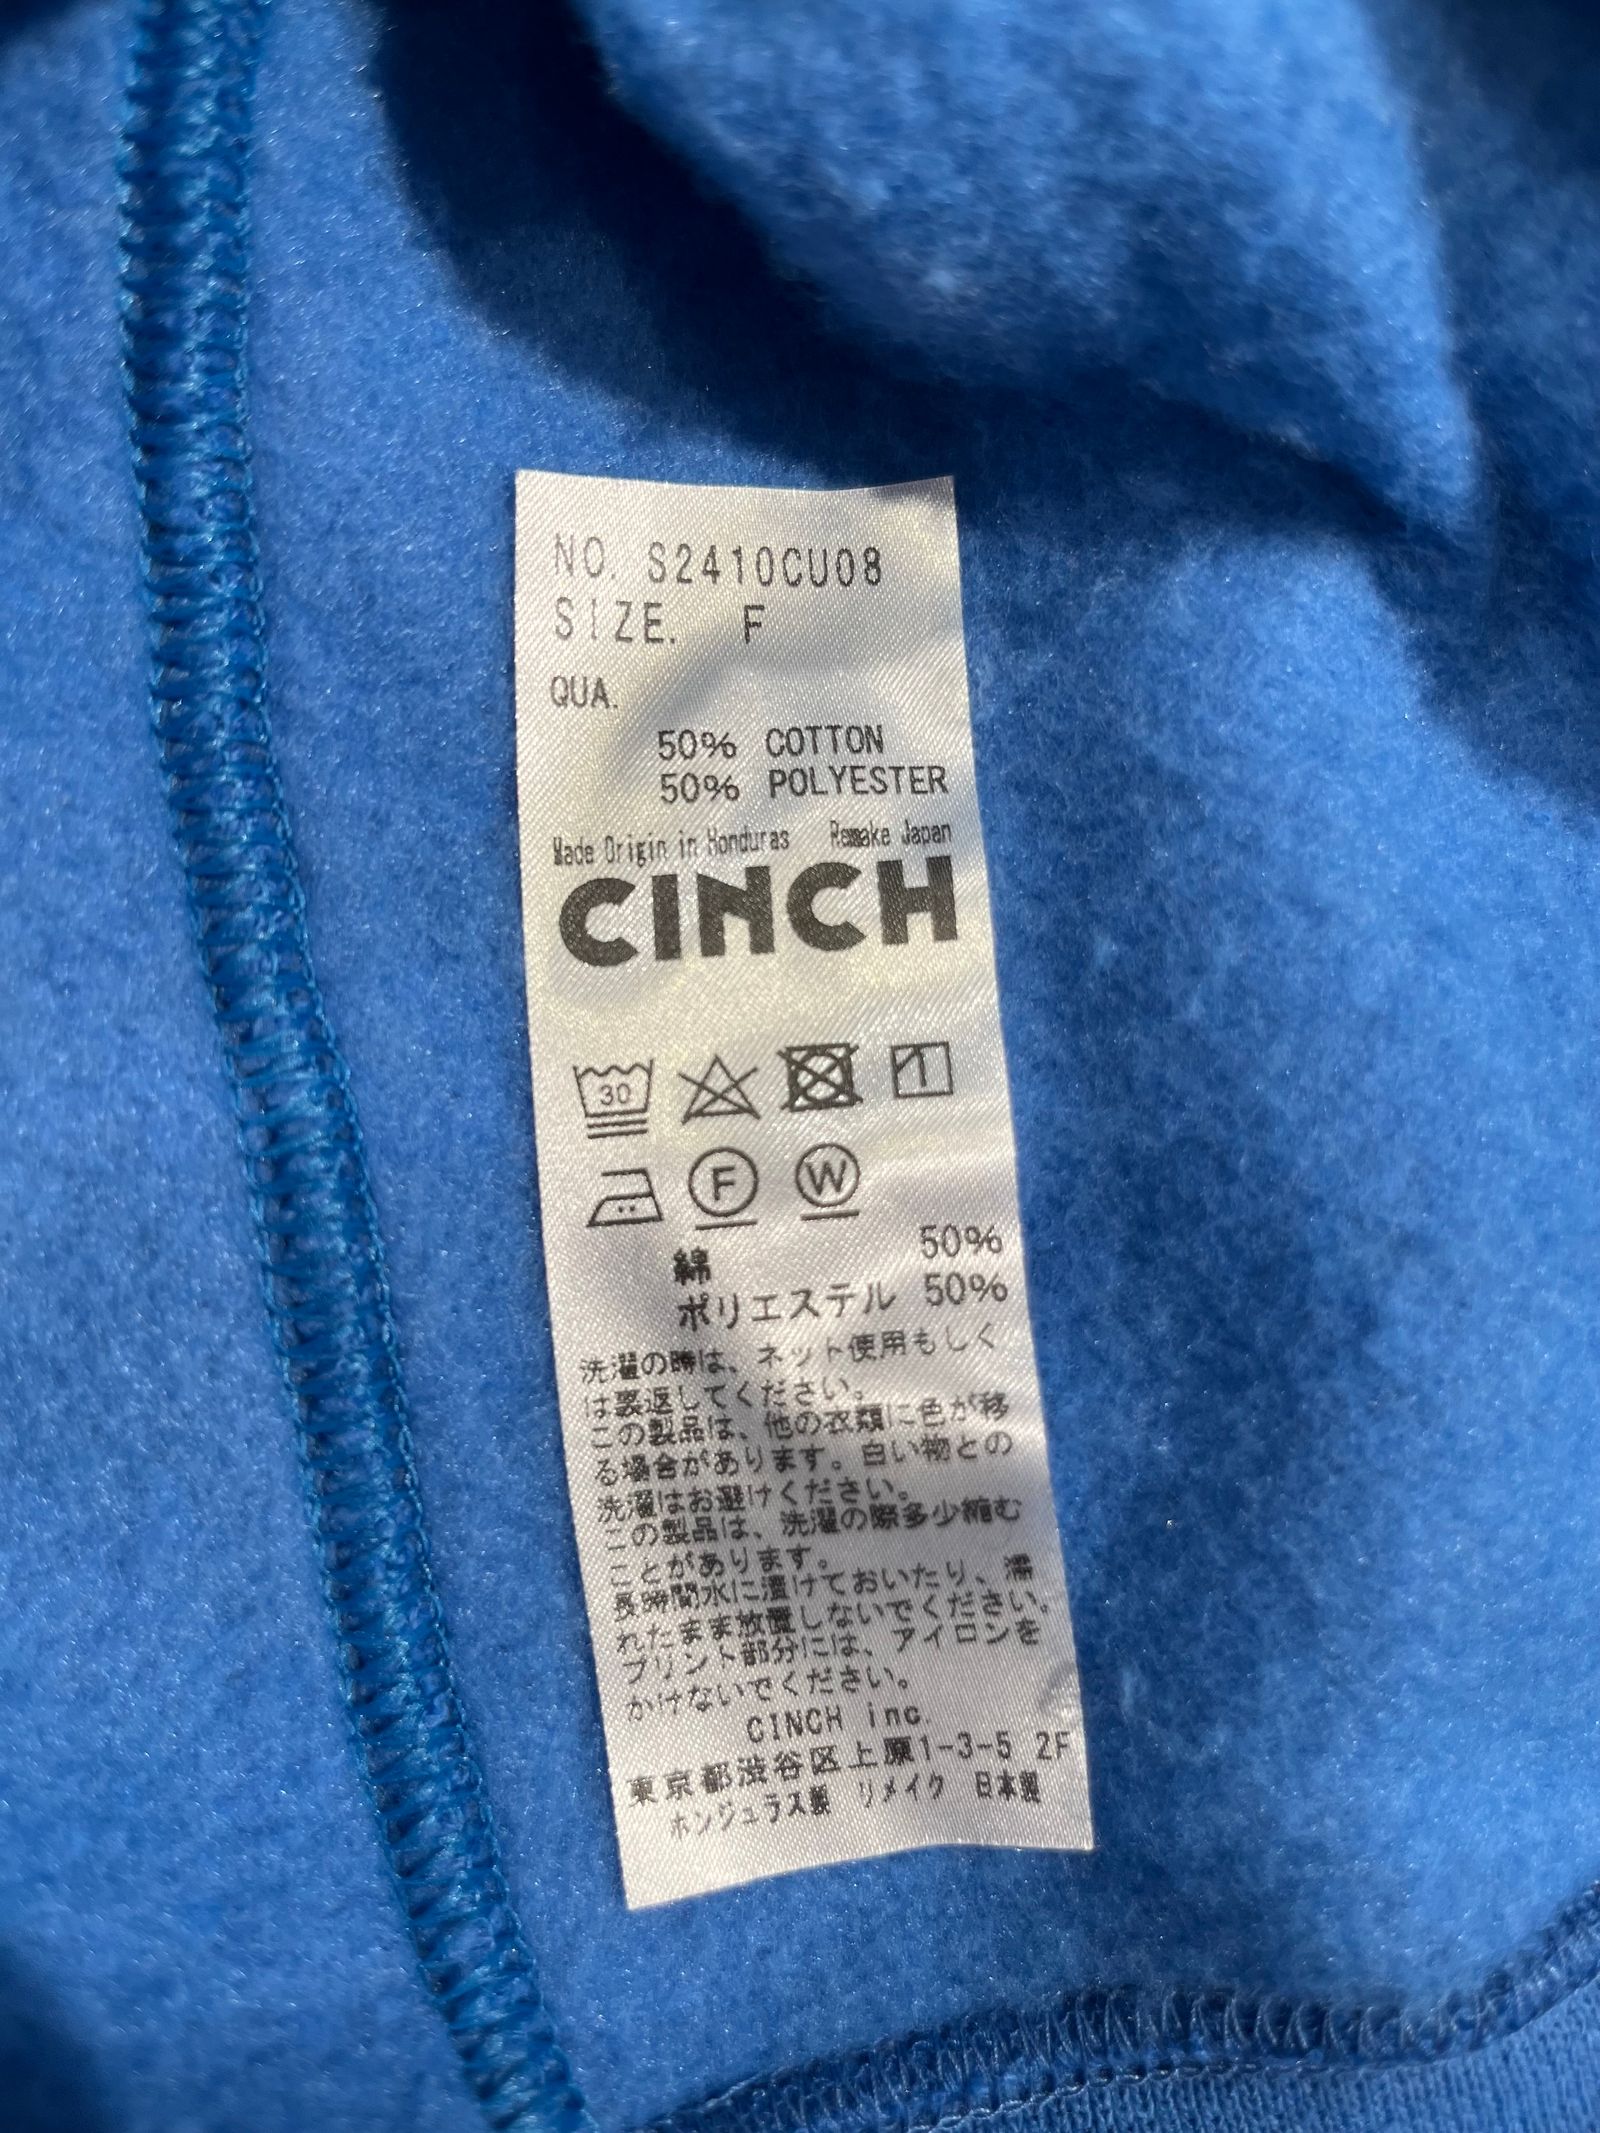 NO. S2410CU08
SIZE. F
QUA.
50% COTTON
50% POLYESTER
Made Origin in Honduras Remake Japan
CINCH
30
F W
綿 50%
ポリエステル 50%
洗濯の時は、ネット使用もしく
は裏返してください。
この製品は、他の衣類に色が移
る場合があります。白い物との
洗濯はお避けください。
この製品は、洗濯の際多少縮む
ことがあります。
長時間水に漬けておいたり、濡
れたまま放置しないでください。
プリント部分には、アイロンを
かけないでください。
CINCH inc.
東京都渋谷区上原1-3-5 2F
ホンジュラス製 リメイク 日本製